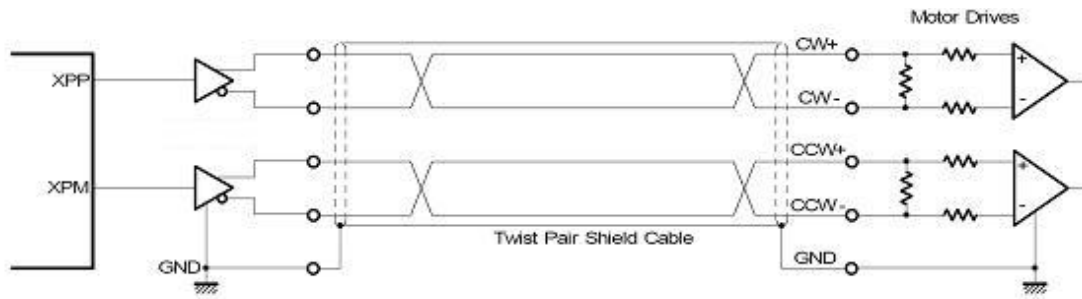 Motor Drives
XPP
CW+
CW-
+
-
XPM
CCW+
CCW-
+
-
Twist Pair Shield Cable
GND
GND